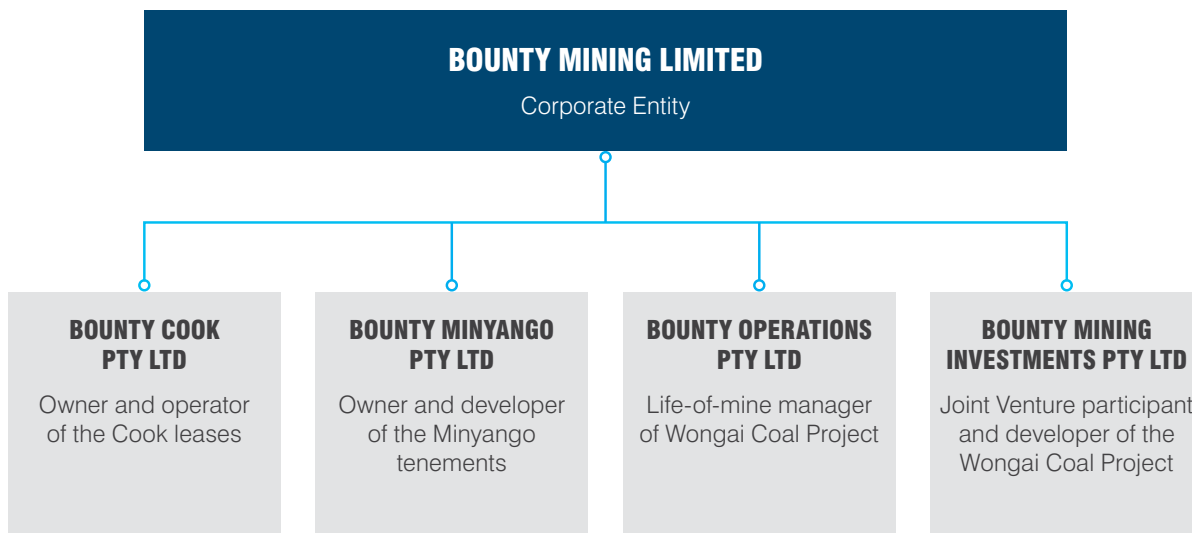 BOUNTY MINING LIMITED
Corporate Entity
BOUNTY COOK
PTY LTD
Owner and operator
of the Cook leases
BOUNTY MINYANGO
PTY LTD
Owner and developer
of the Minyango
tenements
BOUNTY OPERATIONS
PTY LTD
Life-of-mine manager
of Wongai Coal Project
BOUNTY MINING
INVESTMENTS PTY LTD
Joint Venture participant
and developer of the
Wongai Coal Project